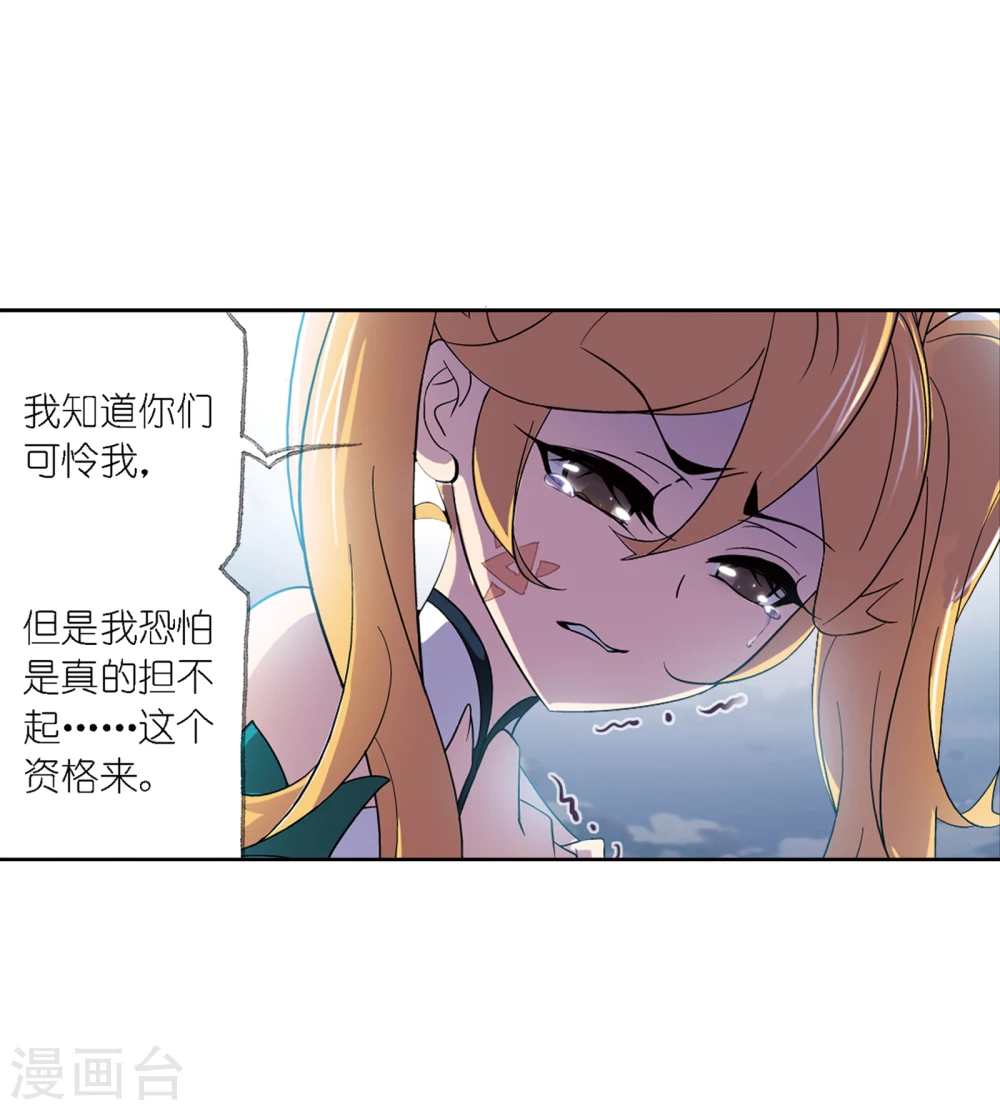 我知道你们
可怜我，
但是我恐怕
是真的担不
起……这个
资格来。
漫画台